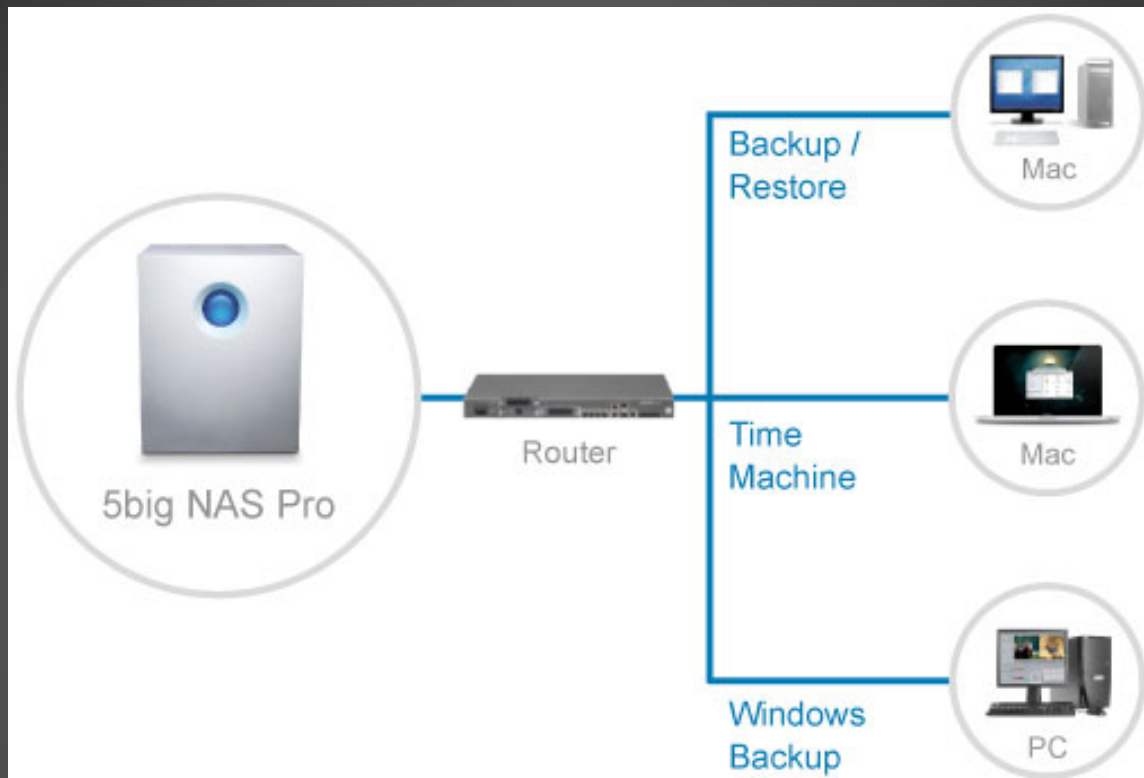 Backup /
Restore
Mac
5big NAS Pro
Router
Time
Machine
Mac
Windows
Backup
PC